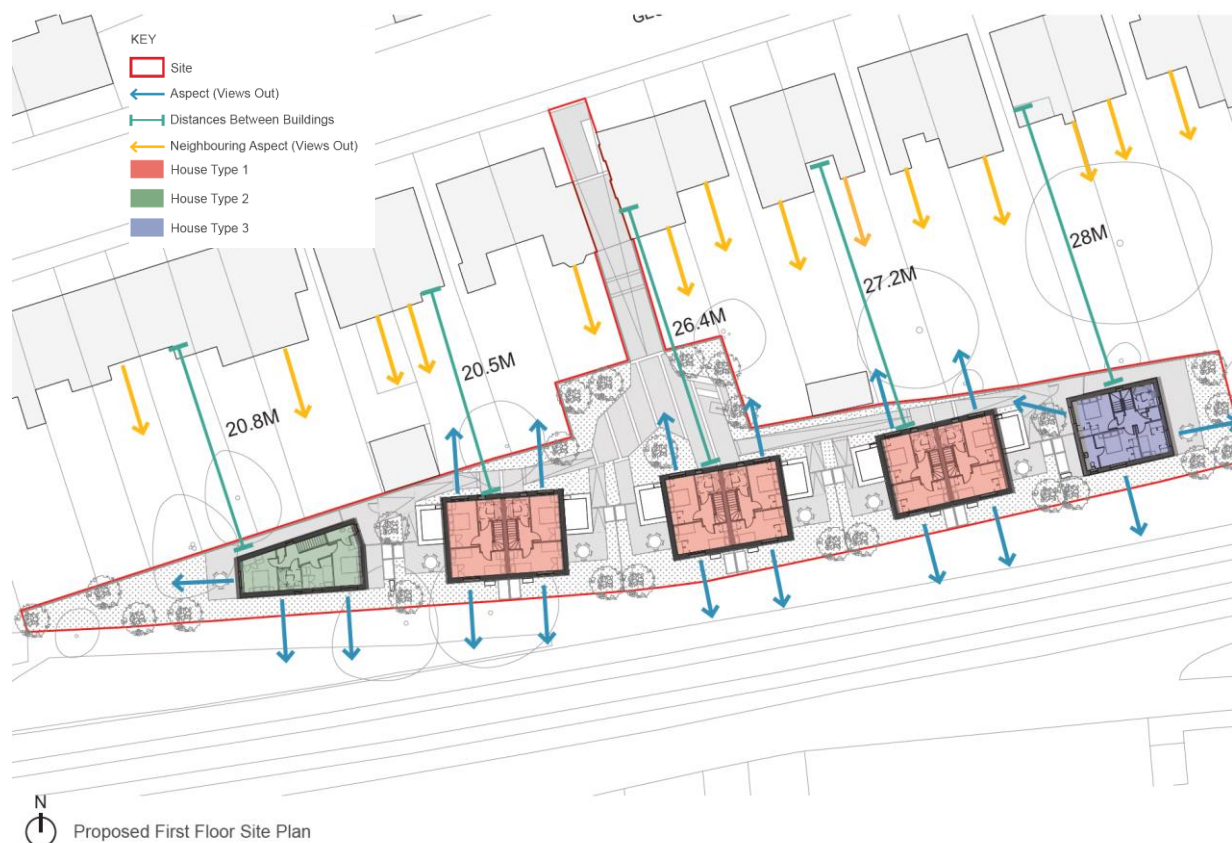 KEY
Site
Aspect (Views Out)
Distances Between Buildings
Neighbouring Aspect (Views Out)
House Type 1
House Type 2
House Type 3
28M
27.2M
26.4M
20.5M
20.8M
N
Proposed First Floor Site Plan